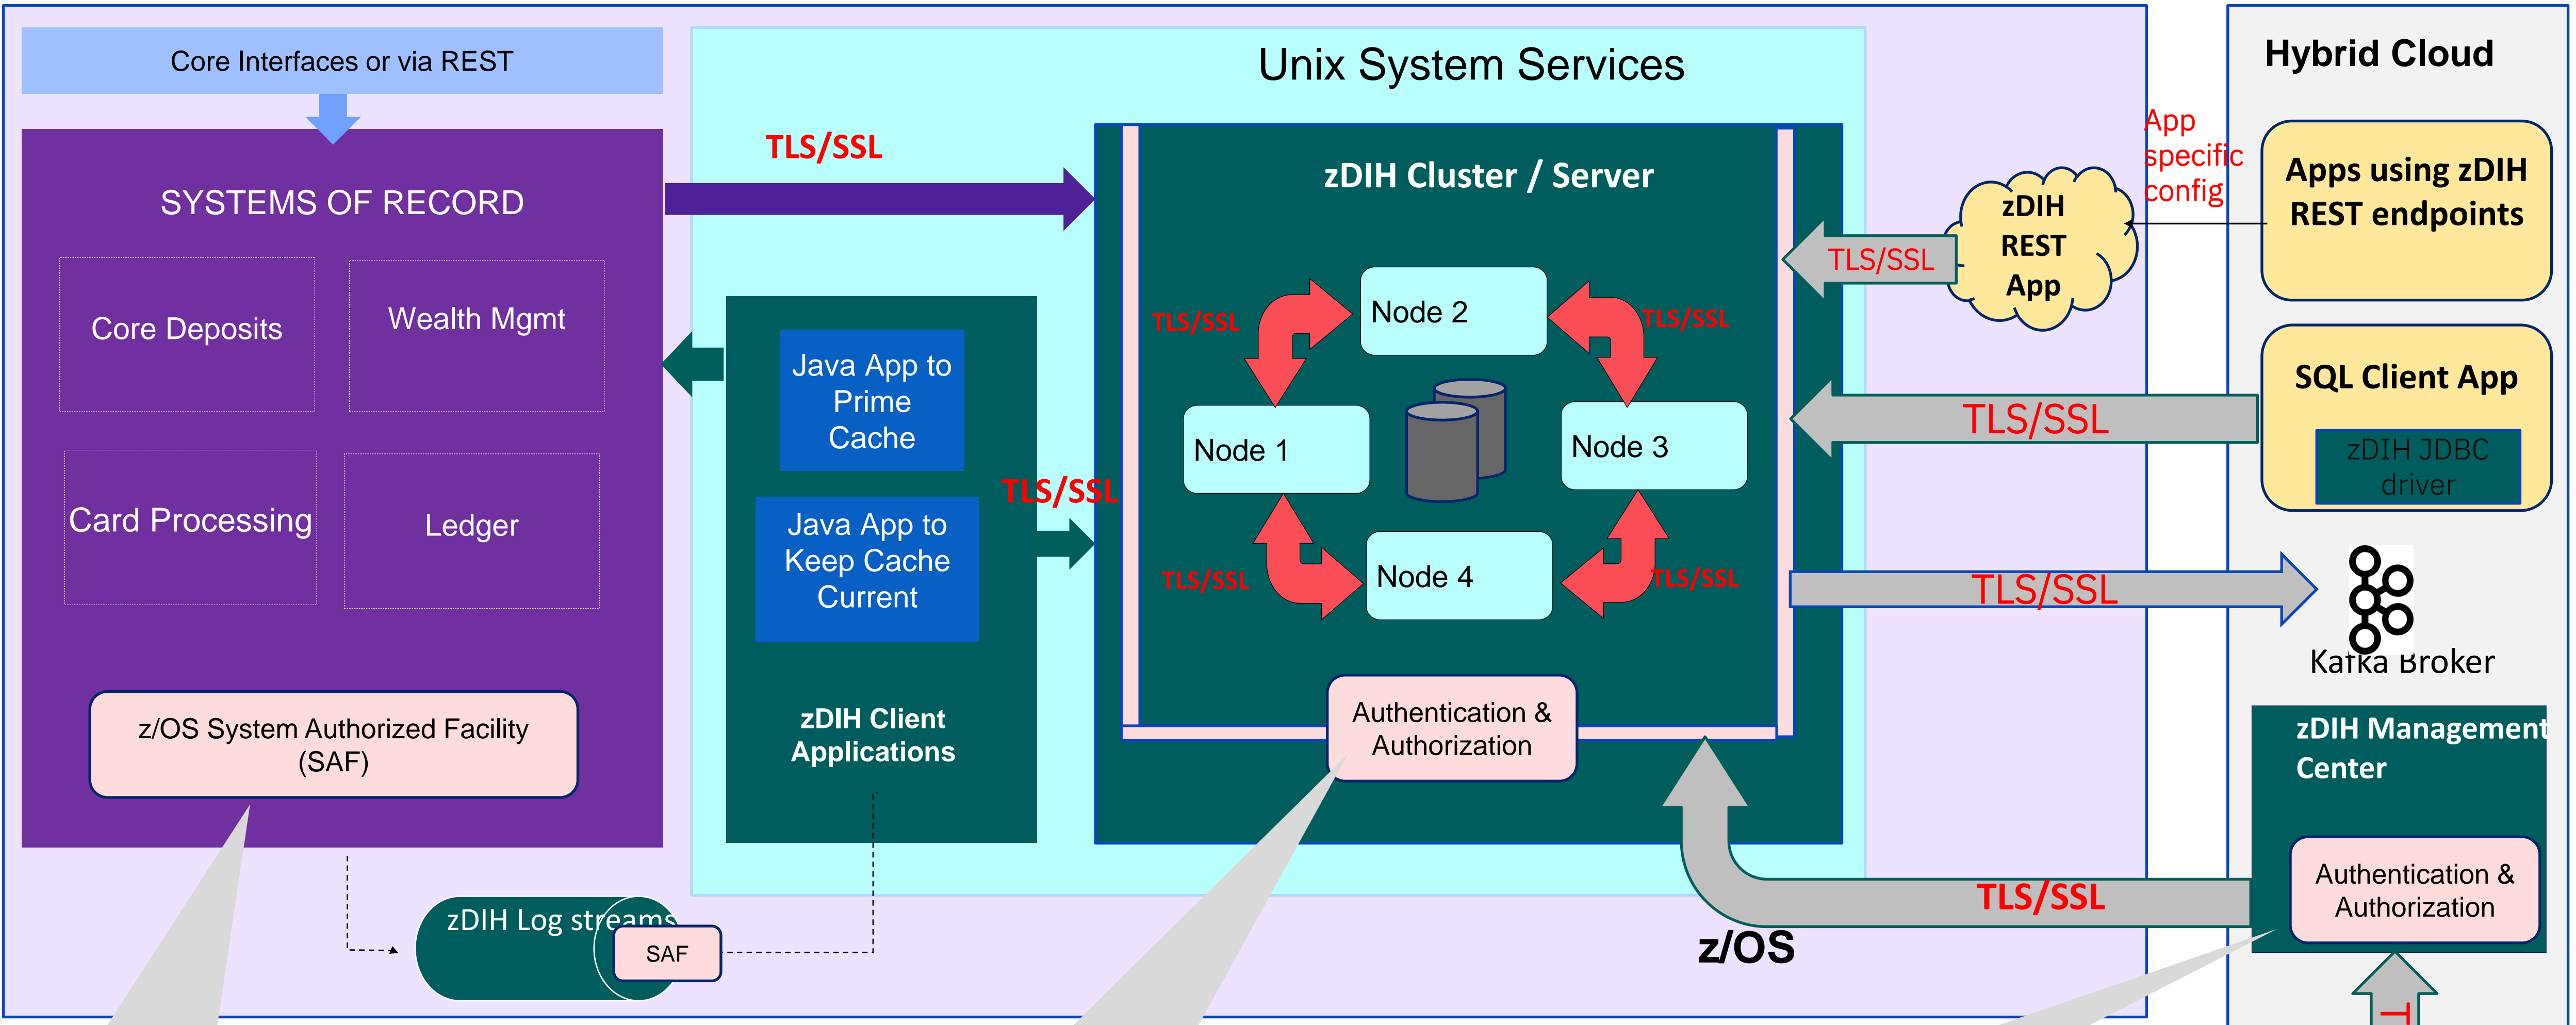 Core Interfaces or via REST
SYSTEMS OF RECORD
Core Deposits
Wealth Mgmt
Card Processing
Ledger
z/OS System Authorized Facility
(SAF)
zDIH Log streams
SAF
Unix System Services
TLS/SSL
Java App to
Prime
Cache
Java App to
Keep Cache
Current
zDIH Client
Applications
TLS/SSL
zDIH Cluster / Server
TLS/SSL
Node 2
TLS/SSL
Node 1
Node 3
TLS/SSL
Node 4
TLS/SSL
Authentication &
Authorization
TLS/SSL
zDIH
REST
App
App
specific
config
TLS/SSL
TLS/SSL
TLS/SSL
z/OS
Hybrid Cloud
Apps using zDIH
REST endpoints
SQL Client App
zDIH JDBC
driver
Kafka Broker
zDIH Management
Center
Authentication &
Authorization
T